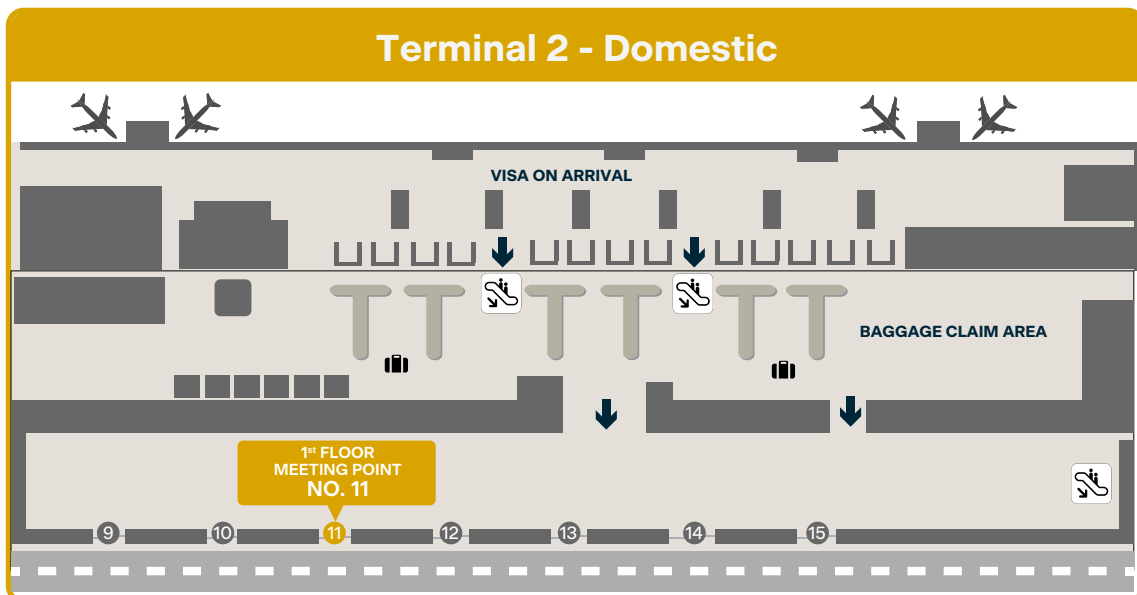 Terminal 2 - Domestic
VISA ON ARRIVAL
BAGGAGE CLAIM AREA
1st FLOOR
MEETING POINT
NO. 11
9 10 11 12 13 14 15